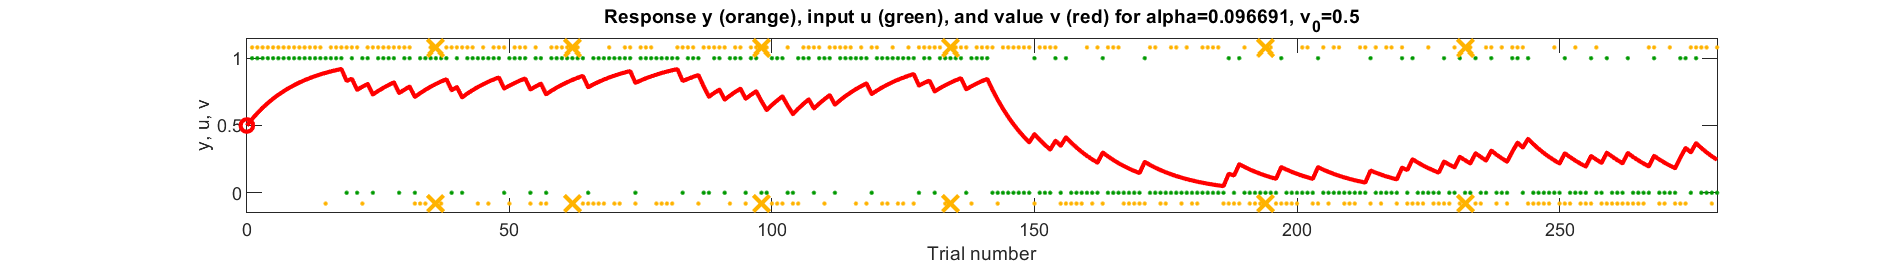 Response y (orange), input u (green), and value v (red) for alpha=0.096691, v0=0.5
y, u, v
1
0.5
0
0 50 100 150 200 250
Trial number